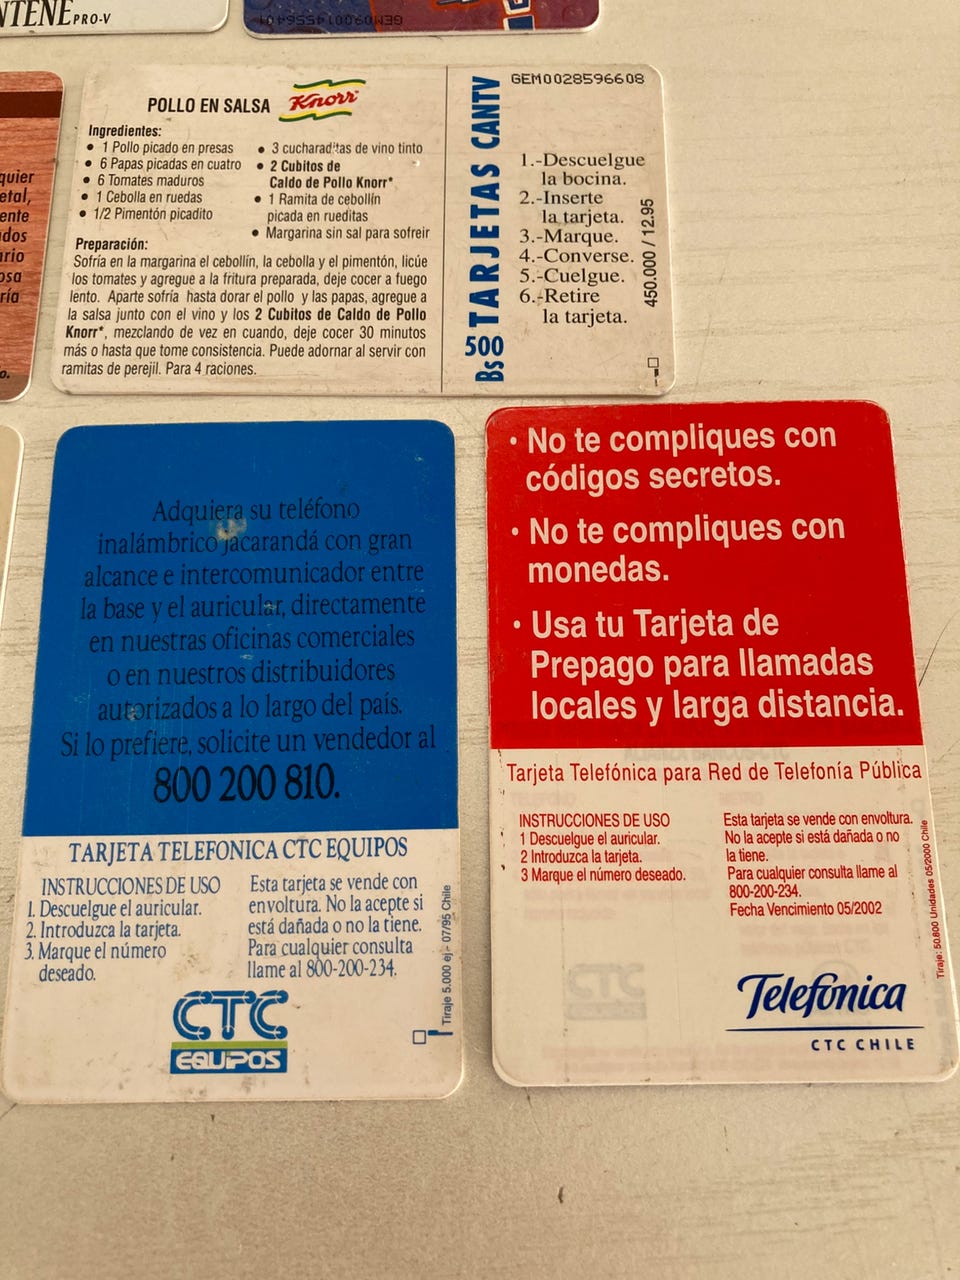 NTENE PRO-V
GEM09001455640
quier
etal,
ente
dos
ario
osa
ría
o.
POLLO EN SALSA Knorr
Ingredientes:
• 1 Pollo picado en presas
• 6 Papas picadas en cuatro
• 6 Tomates maduros
• 1 Cebolla en ruedas
• 1/2 Pimentón picadito
• 3 cucharaditas de vino tinto
• 2 Cubitos de
Caldo de Pollo Knorr*
• 1 Ramita de cebollín
picada en rueditas
• Margarina sin sal para sofreir
Preparación:
Sofría en la margarina el cebollín, la cebolla y el pimentón, licúe
los tomates y agregue a la fritura preparada, deje cocer a fuego
lento. Aparte sofría hasta dorar el pollo y las papas, agregue a
la salsa junto con el vino y los 2 Cubitos de Caldo de Pollo
Knorr*, mezclando de vez en cuando, deje cocer 30 minutos
más o hasta que tome consistencia. Puede adornar al servir con
ramitas de perejil. Para 4 raciones.
Bs 500 TARJETAS CANTV
GEM0028596608
1.-Descuelgue
la bocina.
2.-Inserte
la tarjeta.
3.-Marque.
4.-Converse.
5.-Cuelgue.
6.-Retire
la tarjeta.
450.000 / 12.95
Adquiera su teléfono
inalámbrico Jacarandá con gran
alcance e intercomunicador entre
la base y el auricular, directamente
en nuestras oficinas comerciales
o en nuestros distribuidores
autorizados a lo largo del país.
Si lo prefiere, solicite un vendedor al
800 200 810.
TARJETA TELEFONICA CTC EQUIPOS
INSTRUCCIONES DE USO
1. Descuelgue el auricular.
2. Introduzca la tarjeta.
3. Marque el número
deseado.
Esta tarjeta se vende con
envoltura. No la acepte si
está dañada o no la tiene.
Para cualquier consulta
llame al 800-200-234.
Tiraje 5.000 ej - 07/95 Chile
CTC
EQUIPOS
• No te compliques con
códigos secretos.
• No te compliques con
monedas.
• Usa tu Tarjeta de
Prepago para llamadas
locales y larga distancia.
Tarjeta Telefónica para Red de Telefonía Pública
INSTRUCCIONES DE USO
1 Descuelgue el auricular.
2 Introduzca la tarjeta.
3 Marque el número deseado.
Esta tarjeta se vende con envoltura.
No la acepte si está dañada o no
la tiene.
Para cualquier consulta llame al
800-200-234.
Fecha Vencimiento 05/2002
Tiraje: 50.800 Unidades 05/2000 Chile
Telefónica
CTC CHILE